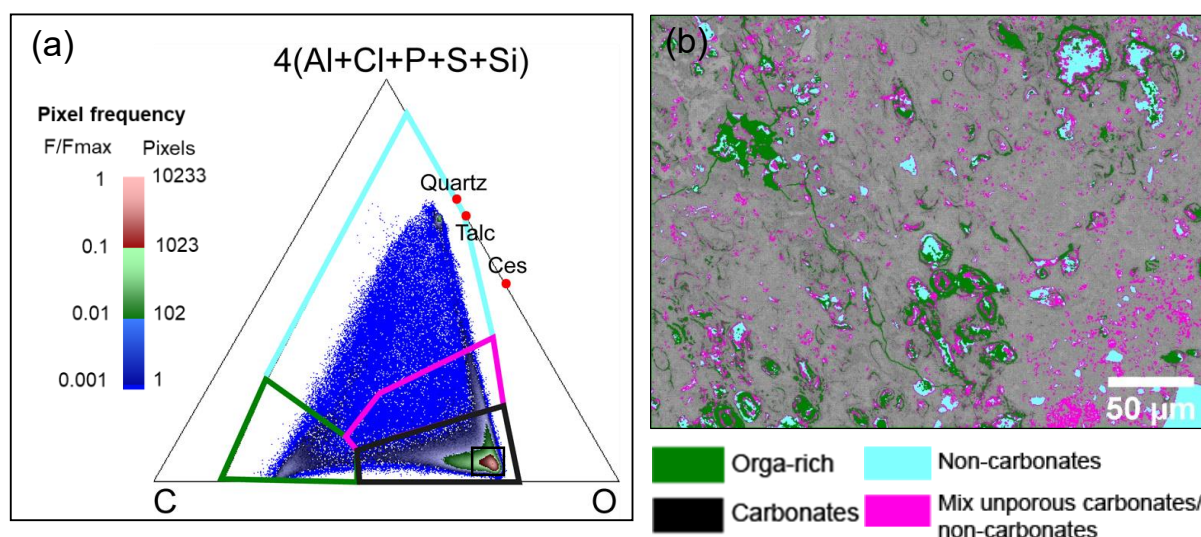 (a)
4(Al+Cl+P+S+Si)
Pixel frequency
F/Fmax Pixels
1 10233
0.1 1023
0.01 102
0.001 1
Quartz
Talc
Ces
C
O
(b)
50 µm
Orga-rich
Non-carbonates
Carbonates
Mix unporous carbonates/
non-carbonates